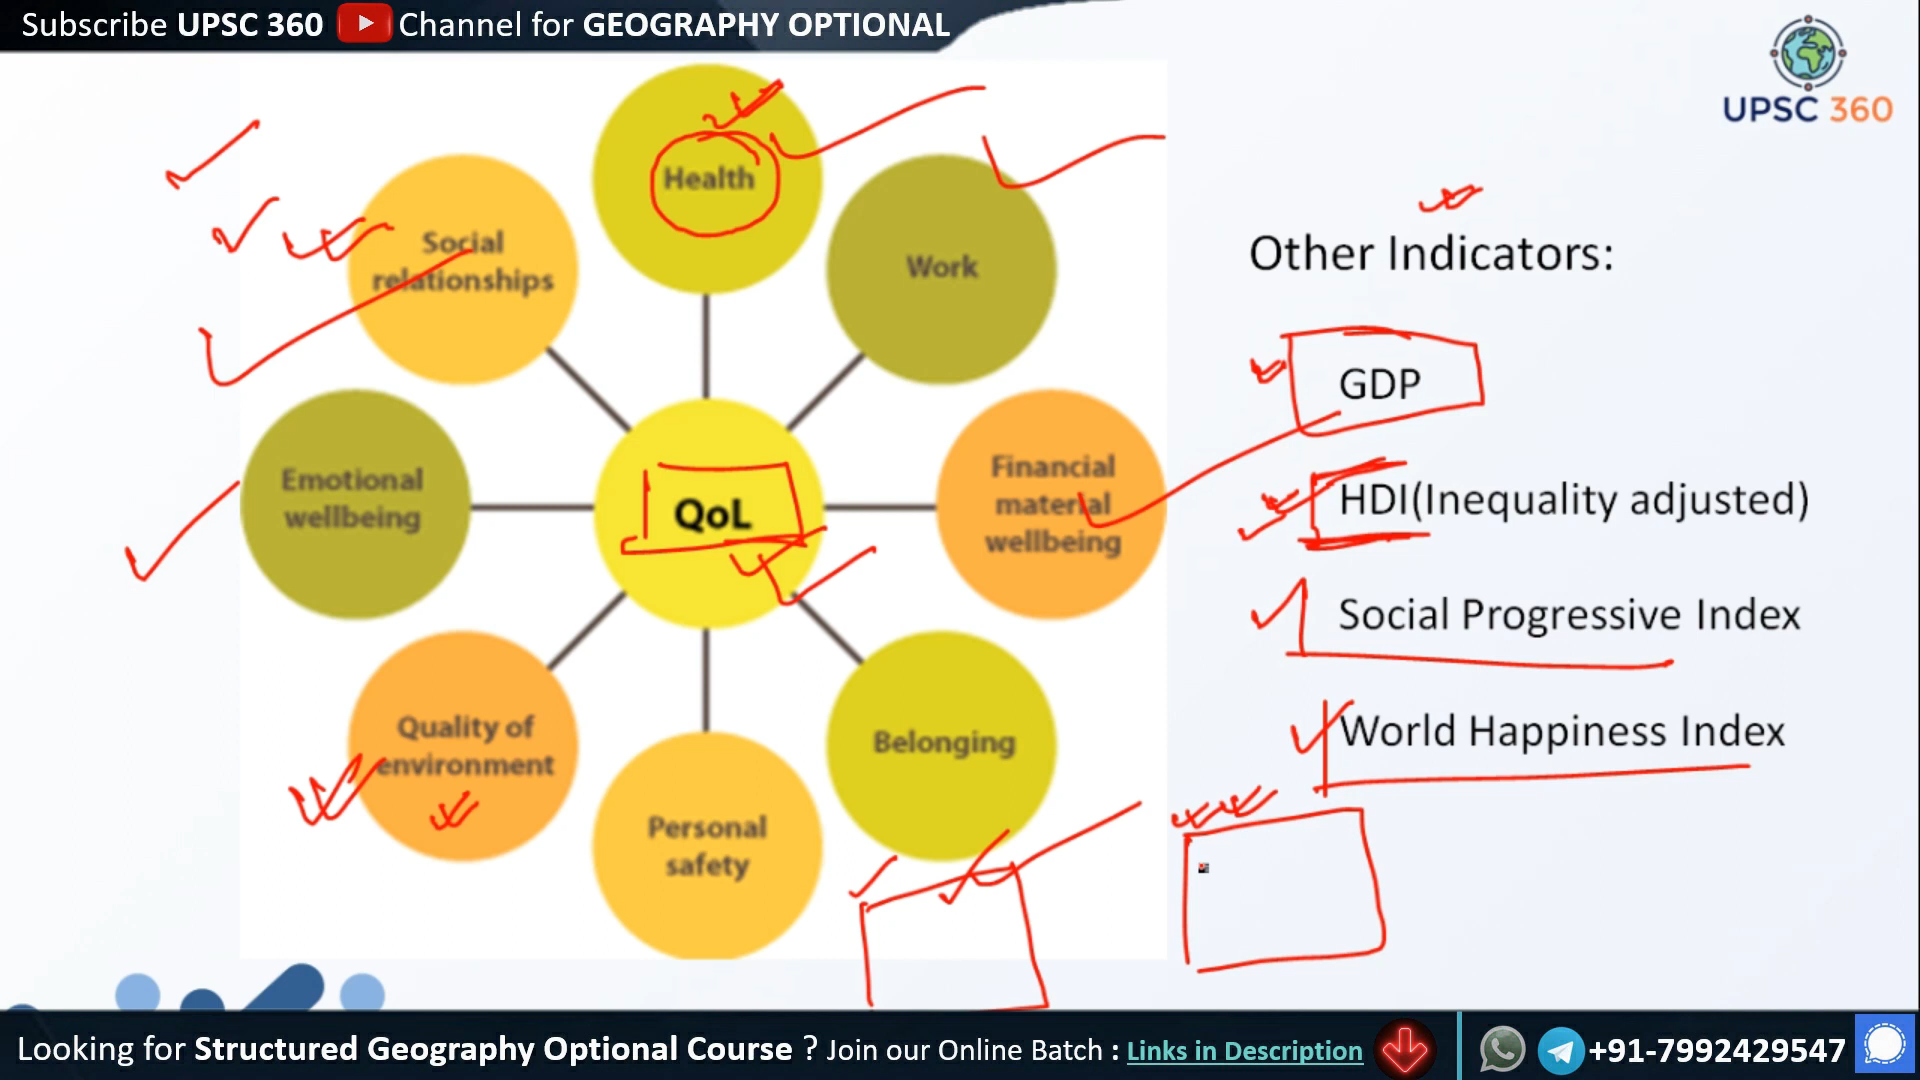 Subscribe UPSC 360 Channel for GEOGRAPHY OPTIONAL
UPSC 360
Health
Social
relationships
Work
Other Indicators:
GDP
Emotional
wellbeing
QoL
Financial
material
wellbeing
HDI(Inequality adjusted)
Social Progressive Index
Quality of
environment
Belonging
World Happiness Index
Personal
safety
Looking for Structured Geography Optional Course ? Join our Online Batch : Links in Description +91-7992429547